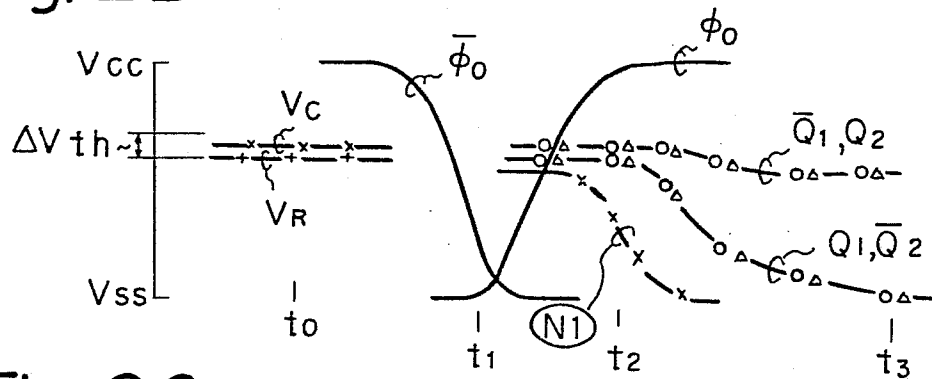 φ0
Vcc
φ̅0
VC
ΔVth~
Q̅1,Q2
VR
Q1,Q̅2
Vss
t0
N1
t1
t2
t3